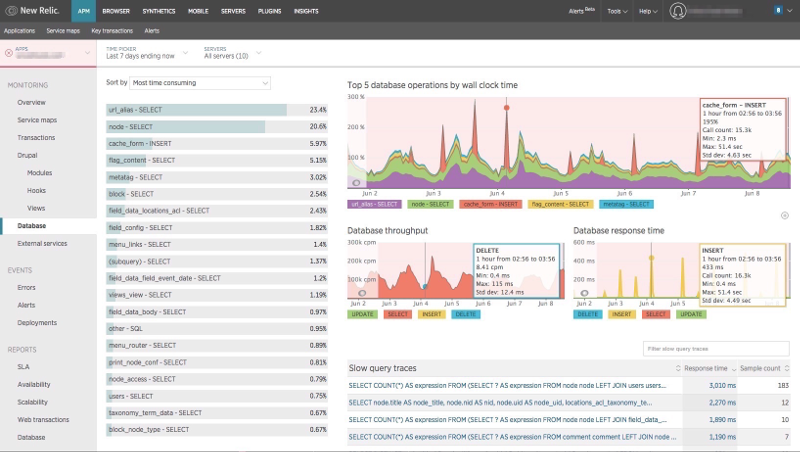 New Relic. APM BROWSER SYNTHETICS MOBILE SERVERS PLUGINS INSIGHTS Alerts Beta Tools Help 8
Applications Service maps Key transactions Alerts
APPS
TIME PICKER
Last 7 days ending now
SERVERS
All servers (10)
MONITORING
Overview
Service maps
Transactions
Drupal
Modules
Hooks
Views
Database
External services
EVENTS
Errors
Alerts
Deployments
REPORTS
SLA
Availability
Scalability
Web transactions
Database
Sort by Most time consuming
url_alias - SELECT 23.4%
node - SELECT 20.6%
cache_form - INSERT 5.97%
flag_content - SELECT 5.15%
metatag - SELECT 3.02%
block - SELECT 2.54%
field_data_locations_acl - SELECT 2.43%
field_config - SELECT 1.82%
menu_links - SELECT 1.4%
(subquery) - SELECT 1.37%
field_data_field_event_date - SELECT 1.2%
views_view - SELECT 1.19%
field_data_body - SELECT 0.97%
other - SQL 0.95%
menu_router - SELECT 0.89%
print_node_conf - SELECT 0.81%
node_access - SELECT 0.79%
users - SELECT 0.75%
taxonomy_term_data - SELECT 0.67%
block_node_type - SELECT 0.67%
Top 5 database operations by wall clock time
300 %
200 %
100 %
Jun 2 Jun 3 Jun 4 Jun 5 Jun 6 Jun 7 Jun 8
cache_form - INSERT
1 hour from 02:56 to 03:56
195%
Call count: 15.3k
Min: 2.3 ms
Max: 51.4 sec
Std dev: 4.63 sec
url_alias - SELECT node - SELECT cache_form - INSERT flag_content - SELECT metatag - SELECT
Database throughput
300k cpm
200k cpm
100k cpm
Jun 2 Jun 3 Jun 4 Jun 5 Jun 6 Jun 7 Jun 8
DELETE
1 hour from 02:56 to 03:56
8.41 cpm
Min: 0.4 ms
Max: 115 ms
Std dev: 12.4 ms
UPDATE SELECT INSERT DELETE
Database response time
600 ms
400 ms
200 ms
Jun 2 Jun 3 Jun 4 Jun 5 Jun 6 Jun 7 Jun 8
INSERT
1 hour from 02:56 to 03:56
433 ms
Call count: 16.3k
Min: 0.4 ms
Max: 51.4 sec
Std dev: 4.49 sec
DELETE INSERT SELECT UPDATE
Filter slow query traces
Slow query traces Response time Sample count
SELECT COUNT(*) AS expression FROM (SELECT ? AS expression FROM node node LEFT JOIN users users... 3,010 ms 183
SELECT node.title AS node_title, node.nid AS nid, node.uid AS node_uid, locations_acl_taxonomy_te... 2,270 ms 12
SELECT COUNT(*) AS expression FROM (SELECT ? AS expression FROM node node LEFT JOIN field_data_... 1,890 ms 10
SELECT COUNT(*) AS expression FROM (SELECT ? AS expression FROM comment comment LEFT JOIN node ... 1,190 ms 7